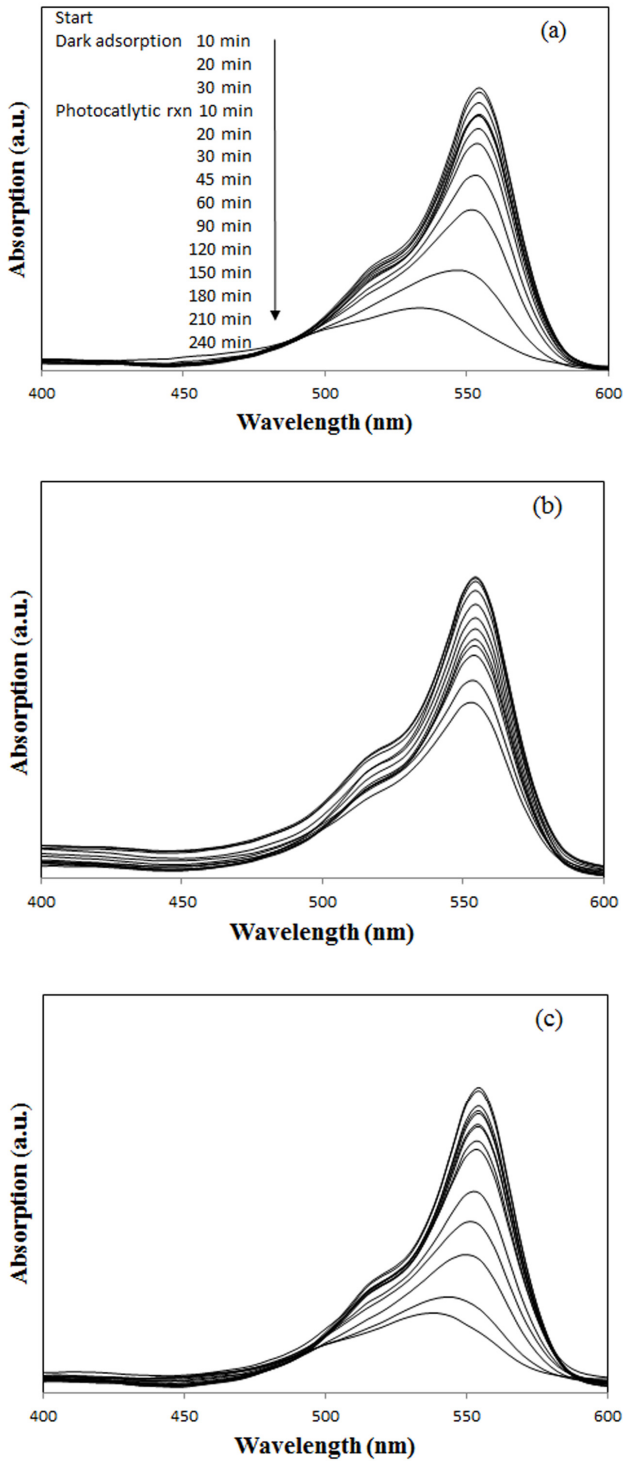 (a)
Start
Dark adsorption 10 min
20 min
30 min
Photocatlytic rxn 10 min
20 min
30 min
45 min
60 min
90 min
120 min
150 min
180 min
210 min
240 min
Absorption (a.u.)
400 450 500 550 600
Wavelength (nm)
(b)
Absorption (a.u.)
400 450 500 550 600
Wavelength (nm)
(c)
Absorption (a.u.)
400 450 500 550 600
Wavelength (nm)